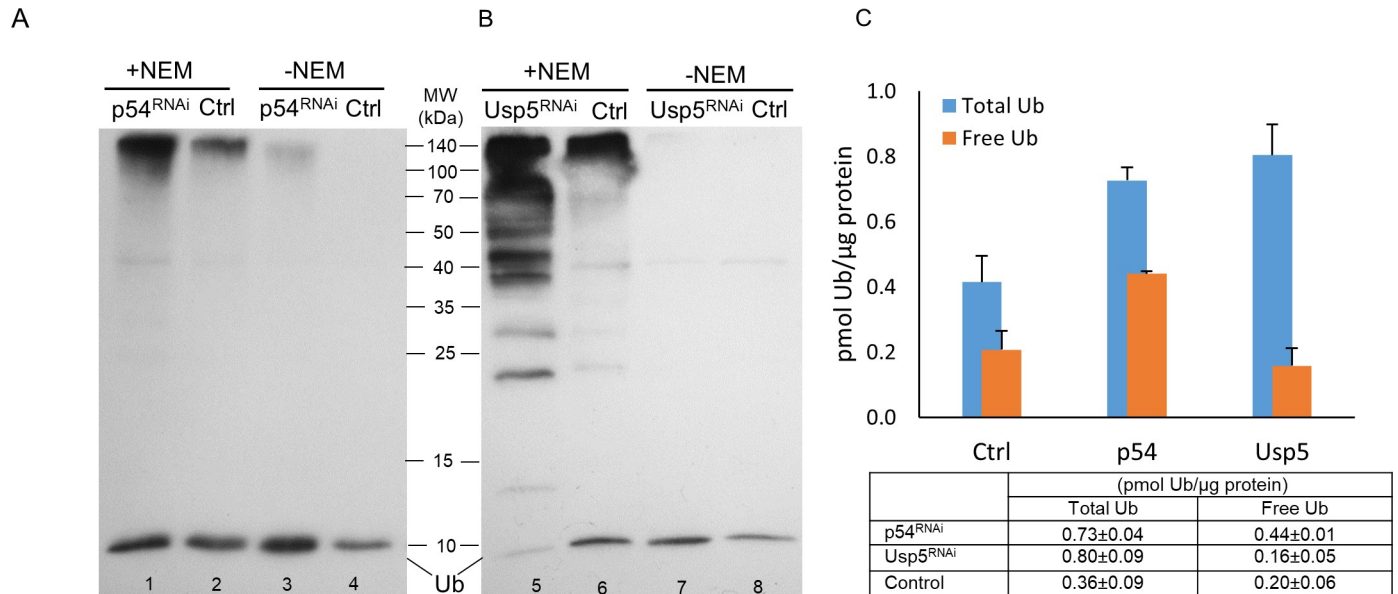 A
+NEM -NEM
p54RNAi Ctrl p54RNAi Ctrl
MW
(kDa)
140
100
70
50
40
35
25
15
10
Ub
1 2 3 4
B
+NEM -NEM
Usp5RNAi Ctrl Usp5RNAi Ctrl
5 6 7 8
C
pmol Ub/µg protein
1.0
0.8
0.6
0.4
0.2
0.0
Total Ub
Free Ub
Ctrl p54 Usp5
(pmol Ub/µg protein)
Total Ub Free Ub
p54RNAi 0.73±0.04 0.44±0.01
Usp5RNAi 0.80±0.09 0.16±0.05
Control 0.36±0.09 0.20±0.06